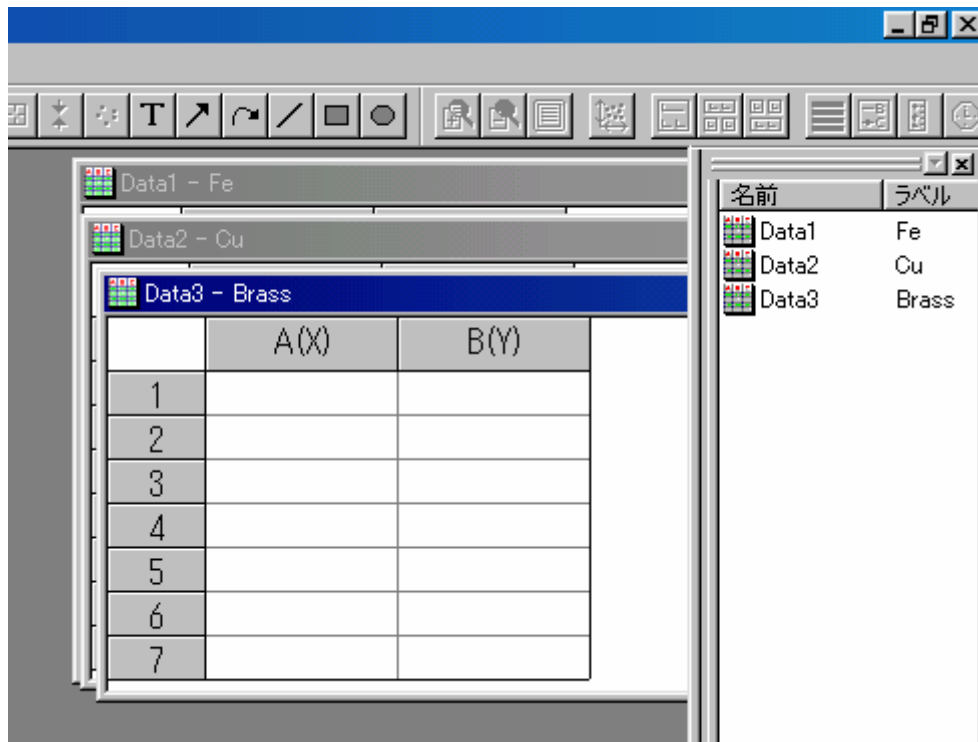 T
Data1 - Fe
Data2 - Cu
Data3 - Brass
A(X) B(Y)
1
2
3
4
5
6
7
名前 ラベル
Data1 Fe
Data2 Cu
Data3 Brass